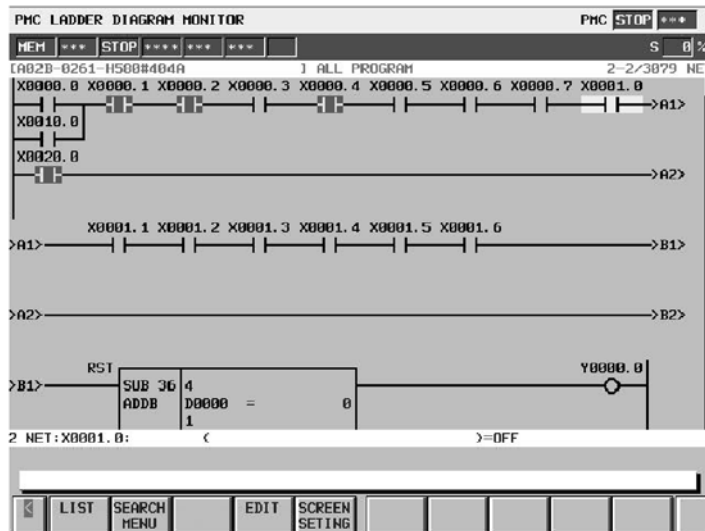 PMC LADDER DIAGRAM MONITOR PMC STOP ***
MEM *** STOP **** *** *** S 0 %
[A02B-0261-H580#404A ] ALL PROGRAM 2-2/3079 NE
X0000.0 X0000.1 X0000.2 X0000.3 X0000.4 X0000.5 X0000.6 X0000.7 X0001.0
>A1>
X0010.0
X0020.0
>A2>
X0001.1 X0001.2 X0001.3 X0001.4 X0001.5 X0001.6
>A1> >B1>
>A2> >B2>
RST Y0000.0
>B1> SUB 36 4
ADDB D0000 = 0
1
2 NET:X0001.0: ( )=OFF
< LIST SEARCH MENU EDIT SCREEN SETING